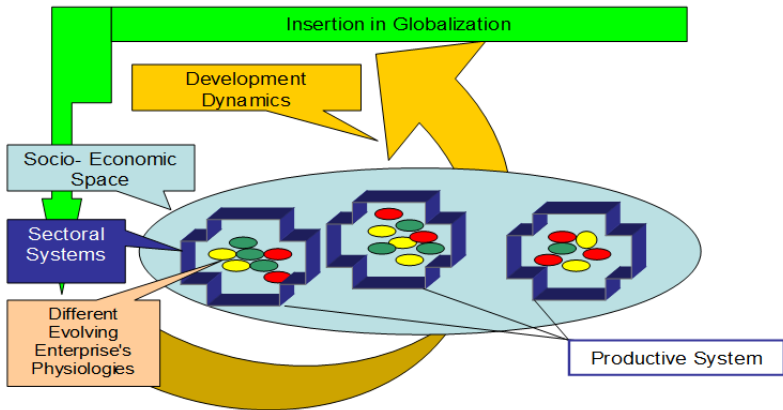 Insertion in Globalization
Development
Dynamics
Socio- Economic
Space
Sectoral
Systems
Different
Evolving
Enterprise's
Physiologies
Productive System